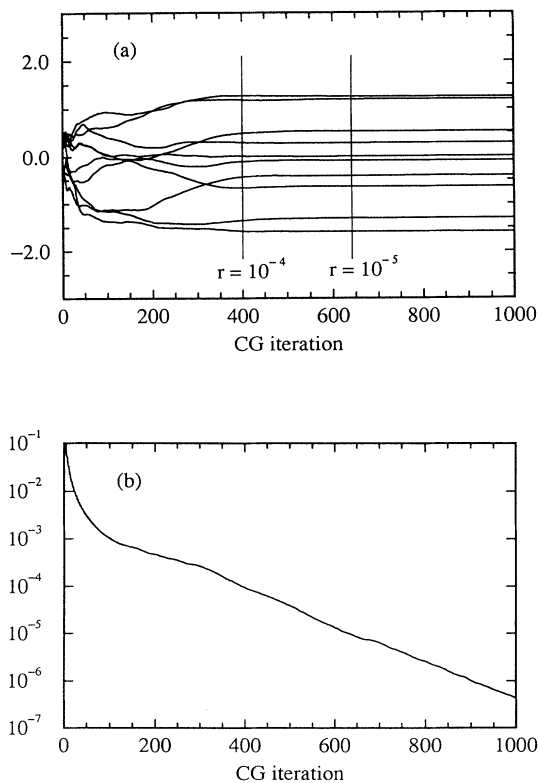 (a)
2.0
0.0
−2.0
r = 10⁻⁴
r = 10⁻⁵
0 200 400 600 800 1000
CG iteration
(b)
10⁻¹
10⁻²
10⁻³
10⁻⁴
10⁻⁵
10⁻⁶
10⁻⁷
0 200 400 600 800 1000
CG iteration